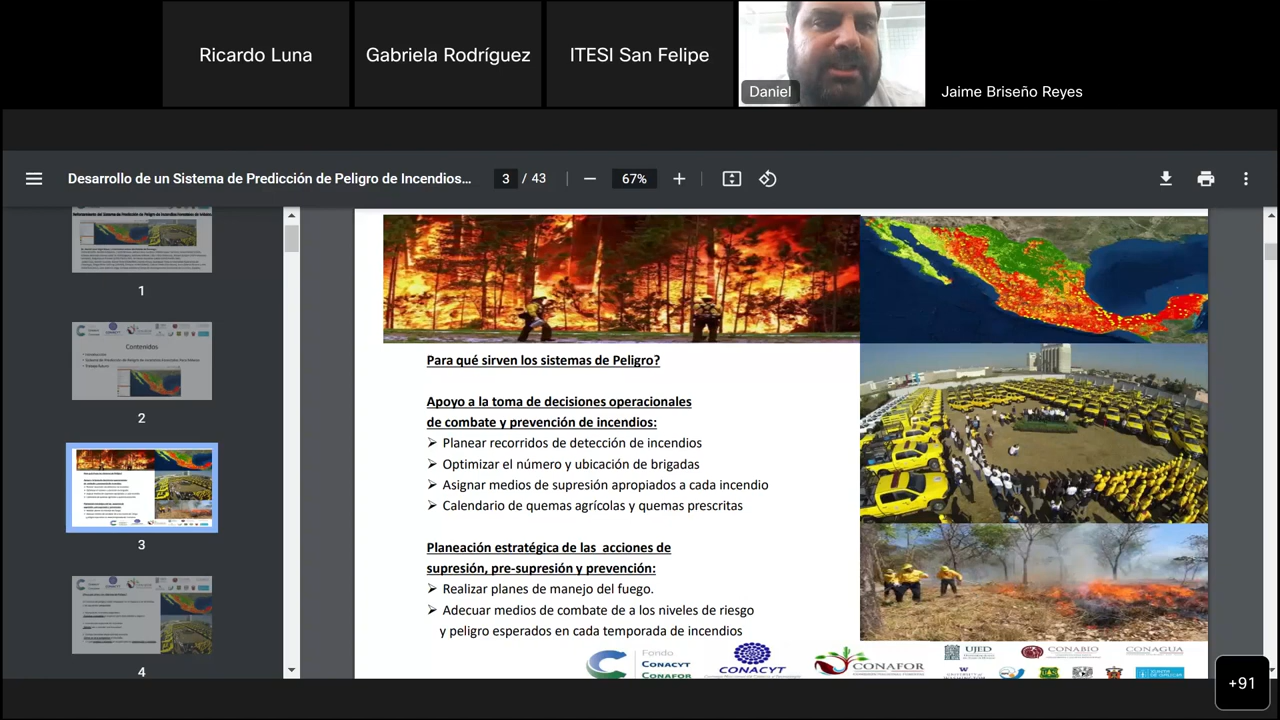 Ricardo Luna
Gabriela Rodríguez
ITESI San Felipe
Daniel
Jaime Briseño Reyes
Desarrollo de un Sistema de Predicción de Peligro de Incendios...
3 / 43
67%
1
Contenidos
2
3
4
Para qué sirven los sistemas de Peligro?
Apoyo a la toma de decisiones operacionales
de combate y prevención de incendios:
➢ Planear recorridos de detección de incendios
➢ Optimizar el número y ubicación de brigadas
➢ Asignar medios de supresión apropiados a cada incendio
➢ Calendario de quemas agrícolas y quemas prescritas
Planeación estratégica de las acciones de
supresión, pre-supresión y prevención:
➢ Realizar planes de manejo del fuego.
➢ Adecuar medios de combate de a los niveles de riesgo
y peligro esperados en cada temporada de incendios
Fondo
CONACYT
CONAFOR
CONACYT
CONAFOR
UJED
CONABIO
CONAGUA
+91